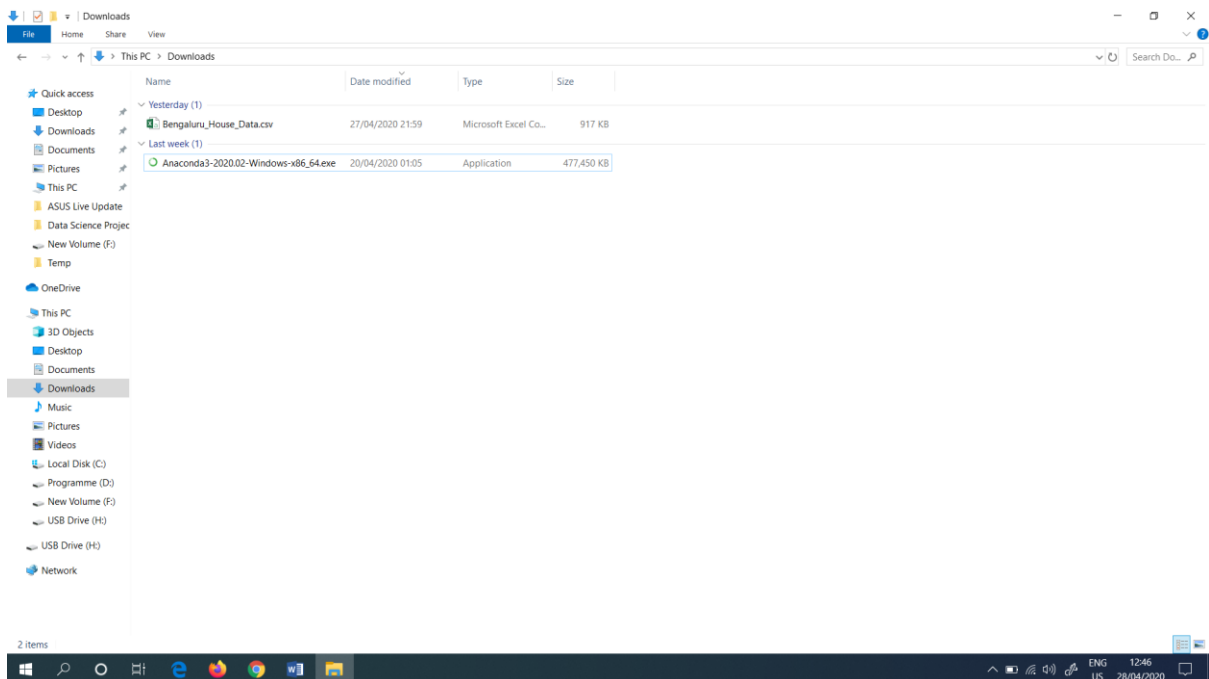 Downloads
File Home Share View
This PC > Downloads Search Do...
Name Date modified Type Size
Quick access
Yesterday (1)
Desktop
Bengaluru_House_Data.csv 27/04/2020 21:59 Microsoft Excel Co... 917 KB
Downloads
Documents
Last week (1)
Pictures
Anaconda3-2020.02-Windows-x86_64.exe 20/04/2020 01:05 Application 477,450 KB
This PC
ASUS Live Update
Data Science Projec
New Volume (F:)
Temp
OneDrive
This PC
3D Objects
Desktop
Documents
Downloads
Music
Pictures
Videos
Local Disk (C:)
Programme (D:)
New Volume (F:)
USB Drive (H:)
USB Drive (H:)
Network
2 items
ENG 12:46
US 28/04/2020